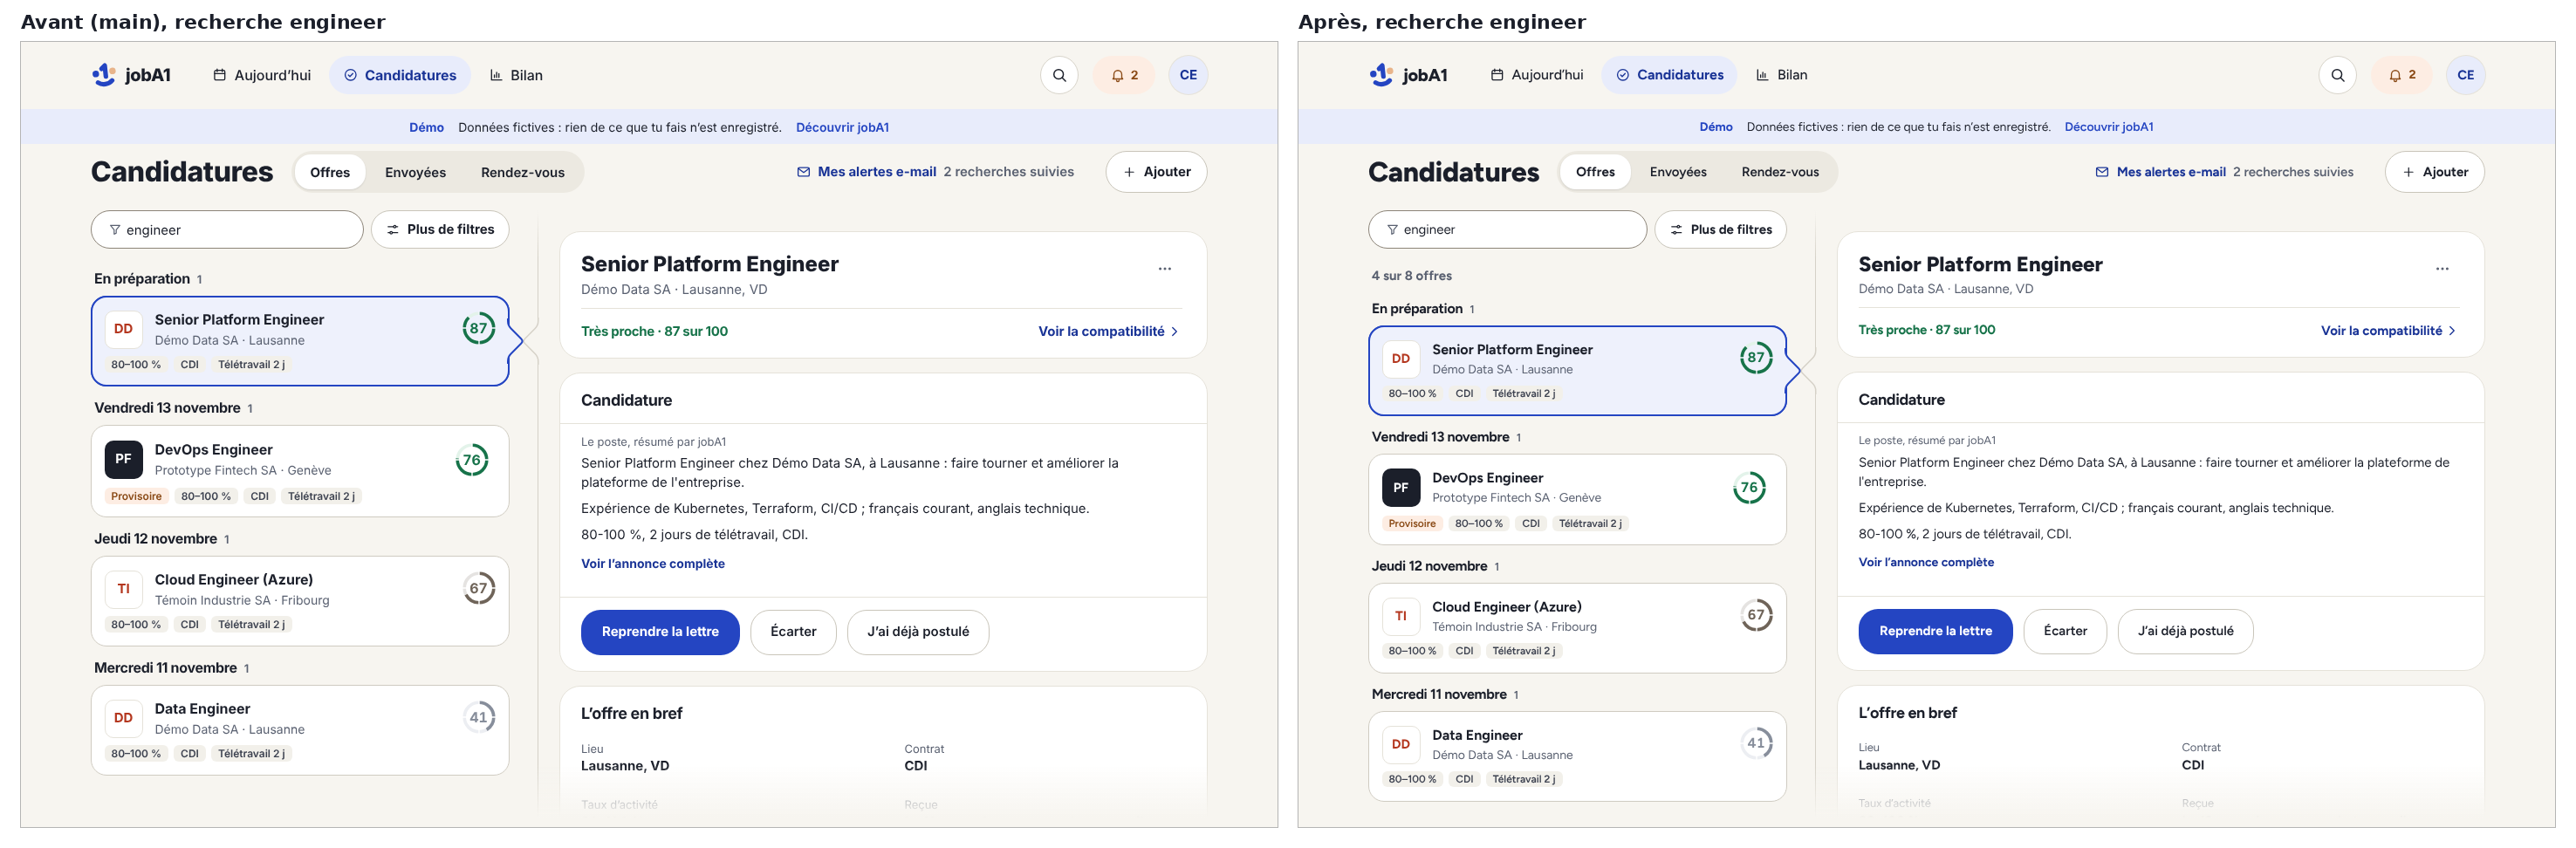 Avant (main), recherche engineer
jobA1
Aujourd’hui
Candidatures
Bilan
2
CE
Démo Données fictives : rien de ce que tu fais n’est enregistré. Découvrir jobA1
Candidatures
Offres
Envoyées
Rendez-vous
Mes alertes e-mail 2 recherches suivies
Ajouter
engineer
Plus de filtres
En préparation 1
DD
Senior Platform Engineer
Démo Data SA · Lausanne
87
80–100 % CDI Télétravail 2 j
Vendredi 13 novembre 1
PF
DevOps Engineer
Prototype Fintech SA · Genève
76
Provisoire 80–100 % CDI Télétravail 2 j
Jeudi 12 novembre 1
TI
Cloud Engineer (Azure)
Témoin Industrie SA · Fribourg
67
80–100 % CDI Télétravail 2 j
Mercredi 11 novembre 1
DD
Data Engineer
Démo Data SA · Lausanne
41
80–100 % CDI Télétravail 2 j
Senior Platform Engineer
Démo Data SA · Lausanne, VD
Très proche · 87 sur 100
Voir la compatibilité
Candidature
Le poste, résumé par jobA1
Senior Platform Engineer chez Démo Data SA, à Lausanne : faire tourner et améliorer la
plateforme de l'entreprise.
Expérience de Kubernetes, Terraform, CI/CD ; français courant, anglais technique.
80-100 %, 2 jours de télétravail, CDI.
Voir l’annonce complète
Reprendre la lettre
Écarter
J’ai déjà postulé
L’offre en bref
Lieu
Lausanne, VD
Contrat
CDI
Taux d’activité
Reçue
Après, recherche engineer
jobA1
Aujourd’hui
Candidatures
Bilan
2
CE
Démo Données fictives : rien de ce que tu fais n’est enregistré. Découvrir jobA1
Candidatures
Offres
Envoyées
Rendez-vous
Mes alertes e-mail 2 recherches suivies
Ajouter
engineer
Plus de filtres
4 sur 8 offres
En préparation 1
DD
Senior Platform Engineer
Démo Data SA · Lausanne
87
80–100 % CDI Télétravail 2 j
Vendredi 13 novembre 1
PF
DevOps Engineer
Prototype Fintech SA · Genève
76
Provisoire 80–100 % CDI Télétravail 2 j
Jeudi 12 novembre 1
TI
Cloud Engineer (Azure)
Témoin Industrie SA · Fribourg
67
80–100 % CDI Télétravail 2 j
Mercredi 11 novembre 1
DD
Data Engineer
Démo Data SA · Lausanne
41
80–100 % CDI Télétravail 2 j
Senior Platform Engineer
Démo Data SA · Lausanne, VD
Très proche · 87 sur 100
Voir la compatibilité
Candidature
Le poste, résumé par jobA1
Senior Platform Engineer chez Démo Data SA, à Lausanne : faire tourner et améliorer la plateforme de
l'entreprise.
Expérience de Kubernetes, Terraform, CI/CD ; français courant, anglais technique.
80-100 %, 2 jours de télétravail, CDI.
Voir l’annonce complète
Reprendre la lettre
Écarter
J’ai déjà postulé
L’offre en bref
Lieu
Lausanne, VD
Contrat
CDI
Taux d’activité
Reçue